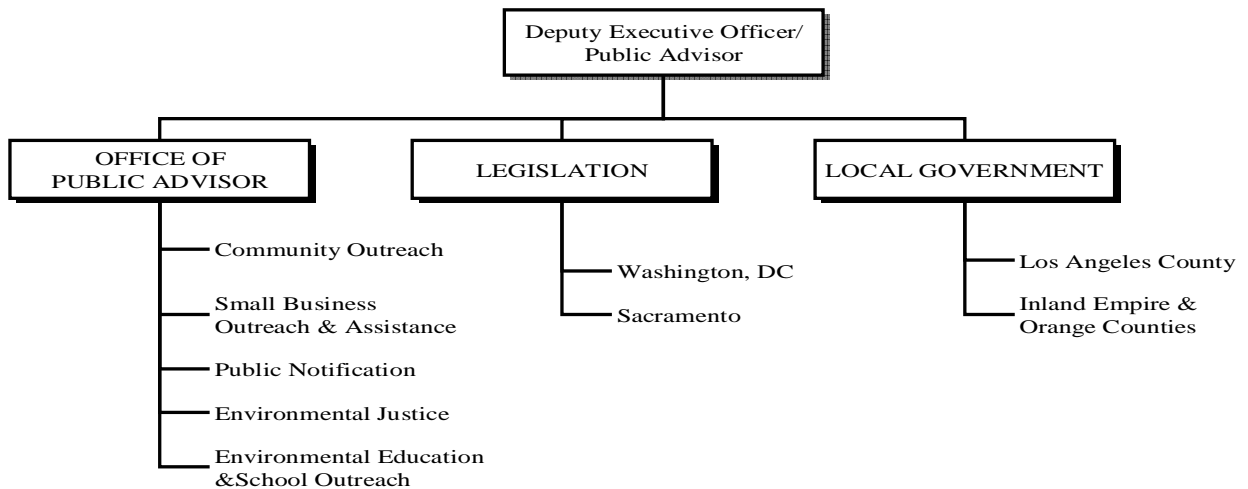 Deputy Executive Officer/
Public Advisor
OFFICE OF
PUBLIC ADVISOR
Community Outreach
Small Business
Outreach & Assistance
Public Notification
Environmental Justice
Environmental Education
&School Outreach
LEGISLATION
Washington, DC
Sacramento
LOCAL GOVERNMENT
Los Angeles County
Inland Empire &
Orange Counties